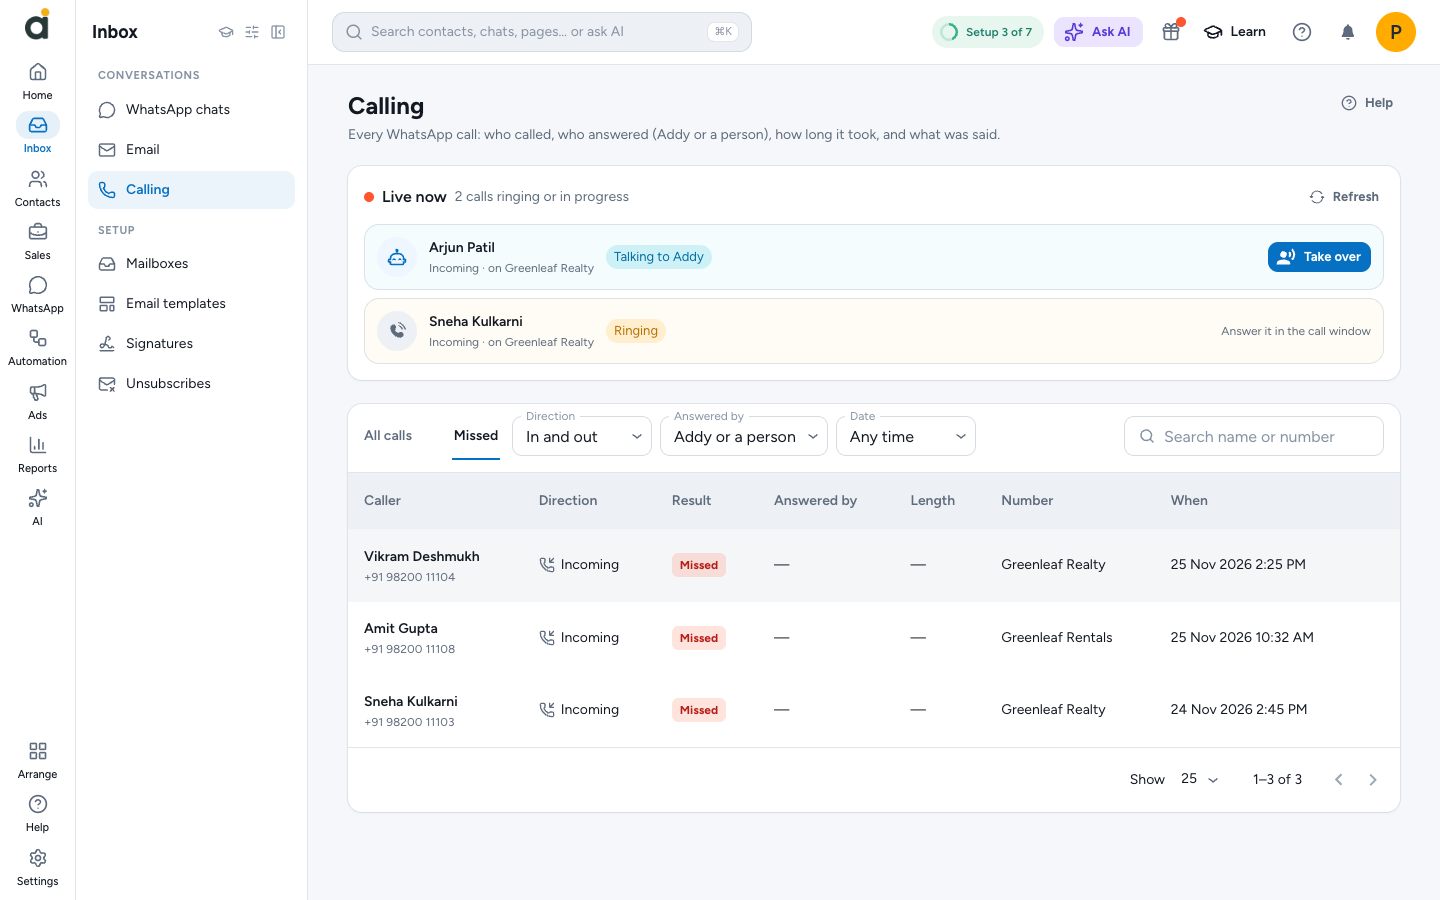 Inbox
Search contacts, chats, pages... or ask AI
⌘K
Setup 3 of 7
Ask AI
Learn
P
Home
Inbox
Contacts
Sales
WhatsApp
Automation
Ads
Reports
AI
Arrange
Help
Settings
CONVERSATIONS
WhatsApp chats
Email
Calling
SETUP
Mailboxes
Email templates
Signatures
Unsubscribes
Calling
Help
Every WhatsApp call: who called, who answered (Addy or a person), how long it took, and what was said.
Live now 2 calls ringing or in progress
Refresh
Arjun Patil
Incoming · on Greenleaf Realty
Talking to Addy
Take over
Sneha Kulkarni
Incoming · on Greenleaf Realty
Ringing
Answer it in the call window
All calls
Missed
Direction
In and out
Answered by
Addy or a person
Date
Any time
Search name or number
Caller Direction Result Answered by Length Number When
Vikram Deshmukh
+91 98200 11104
Incoming Missed — — Greenleaf Realty 25 Nov 2026 2:25 PM
Amit Gupta
+91 98200 11108
Incoming Missed — — Greenleaf Rentals 25 Nov 2026 10:32 AM
Sneha Kulkarni
+91 98200 11103
Incoming Missed — — Greenleaf Realty 24 Nov 2026 2:45 PM
Show 25 1–3 of 3